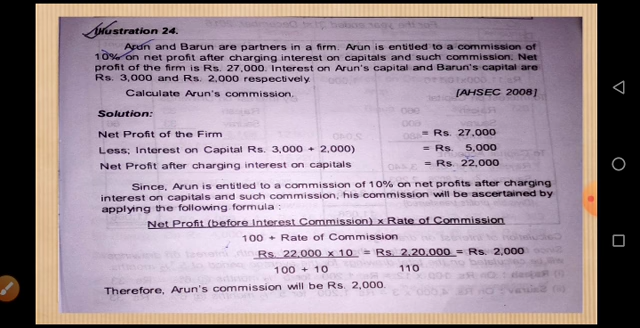 Illustration 24.
Arun and Barun are partners in a firm. Arun is entitled to a commission of
10% on net profit after charging interest on capitals and such commission. Net
profit of the firm is Rs. 27,000. Interest on Arun's capital and Barun's capital are
Rs. 3,000 and Rs. 2,000 respectively.
Calculate Arun's commission. [AHSEC 2008]
Solution:
Net Profit of the Firm = Rs. 27,000
Less; Interest on Capital Rs. 3,000 + 2,000) = Rs. 5,000
Net Profit after charging interest on capitals = Rs. 22,000
Since, Arun is entitled to a commission of 10% on net profits after charging
interest on capitals and such commission, his commission will be ascertained by
applying the following formula :
Net Profit (before Interest Commission) x Rate of Commission
100 + Rate of Commission
Rs. 22,000 x 10 = Rs. 2,20,000 = Rs. 2,000
100 + 10 110
Therefore, Arun's commission will be Rs. 2,000.